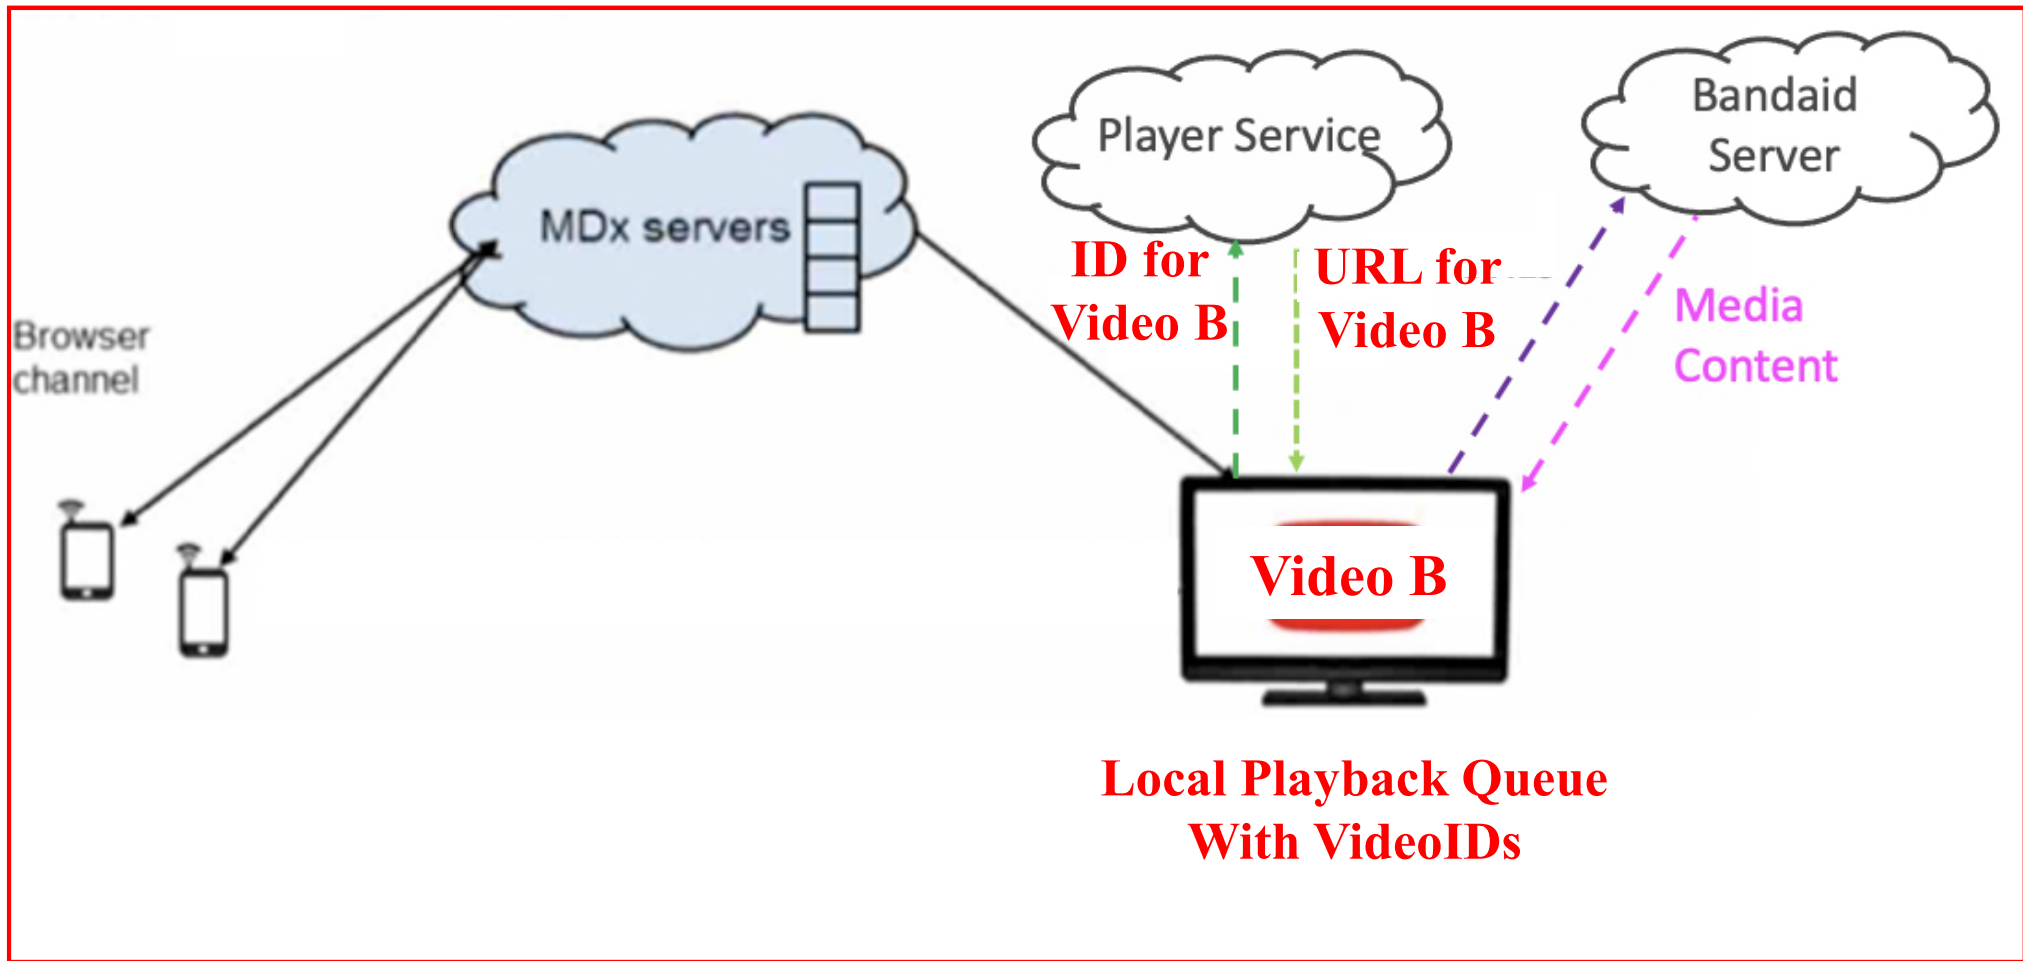 Player Service
Bandaid
Server
MDx servers
ID for
Video B
URL for
Video B
Media
Content
Browser
channel
Video B
Local Playback Queue
With VideoIDs